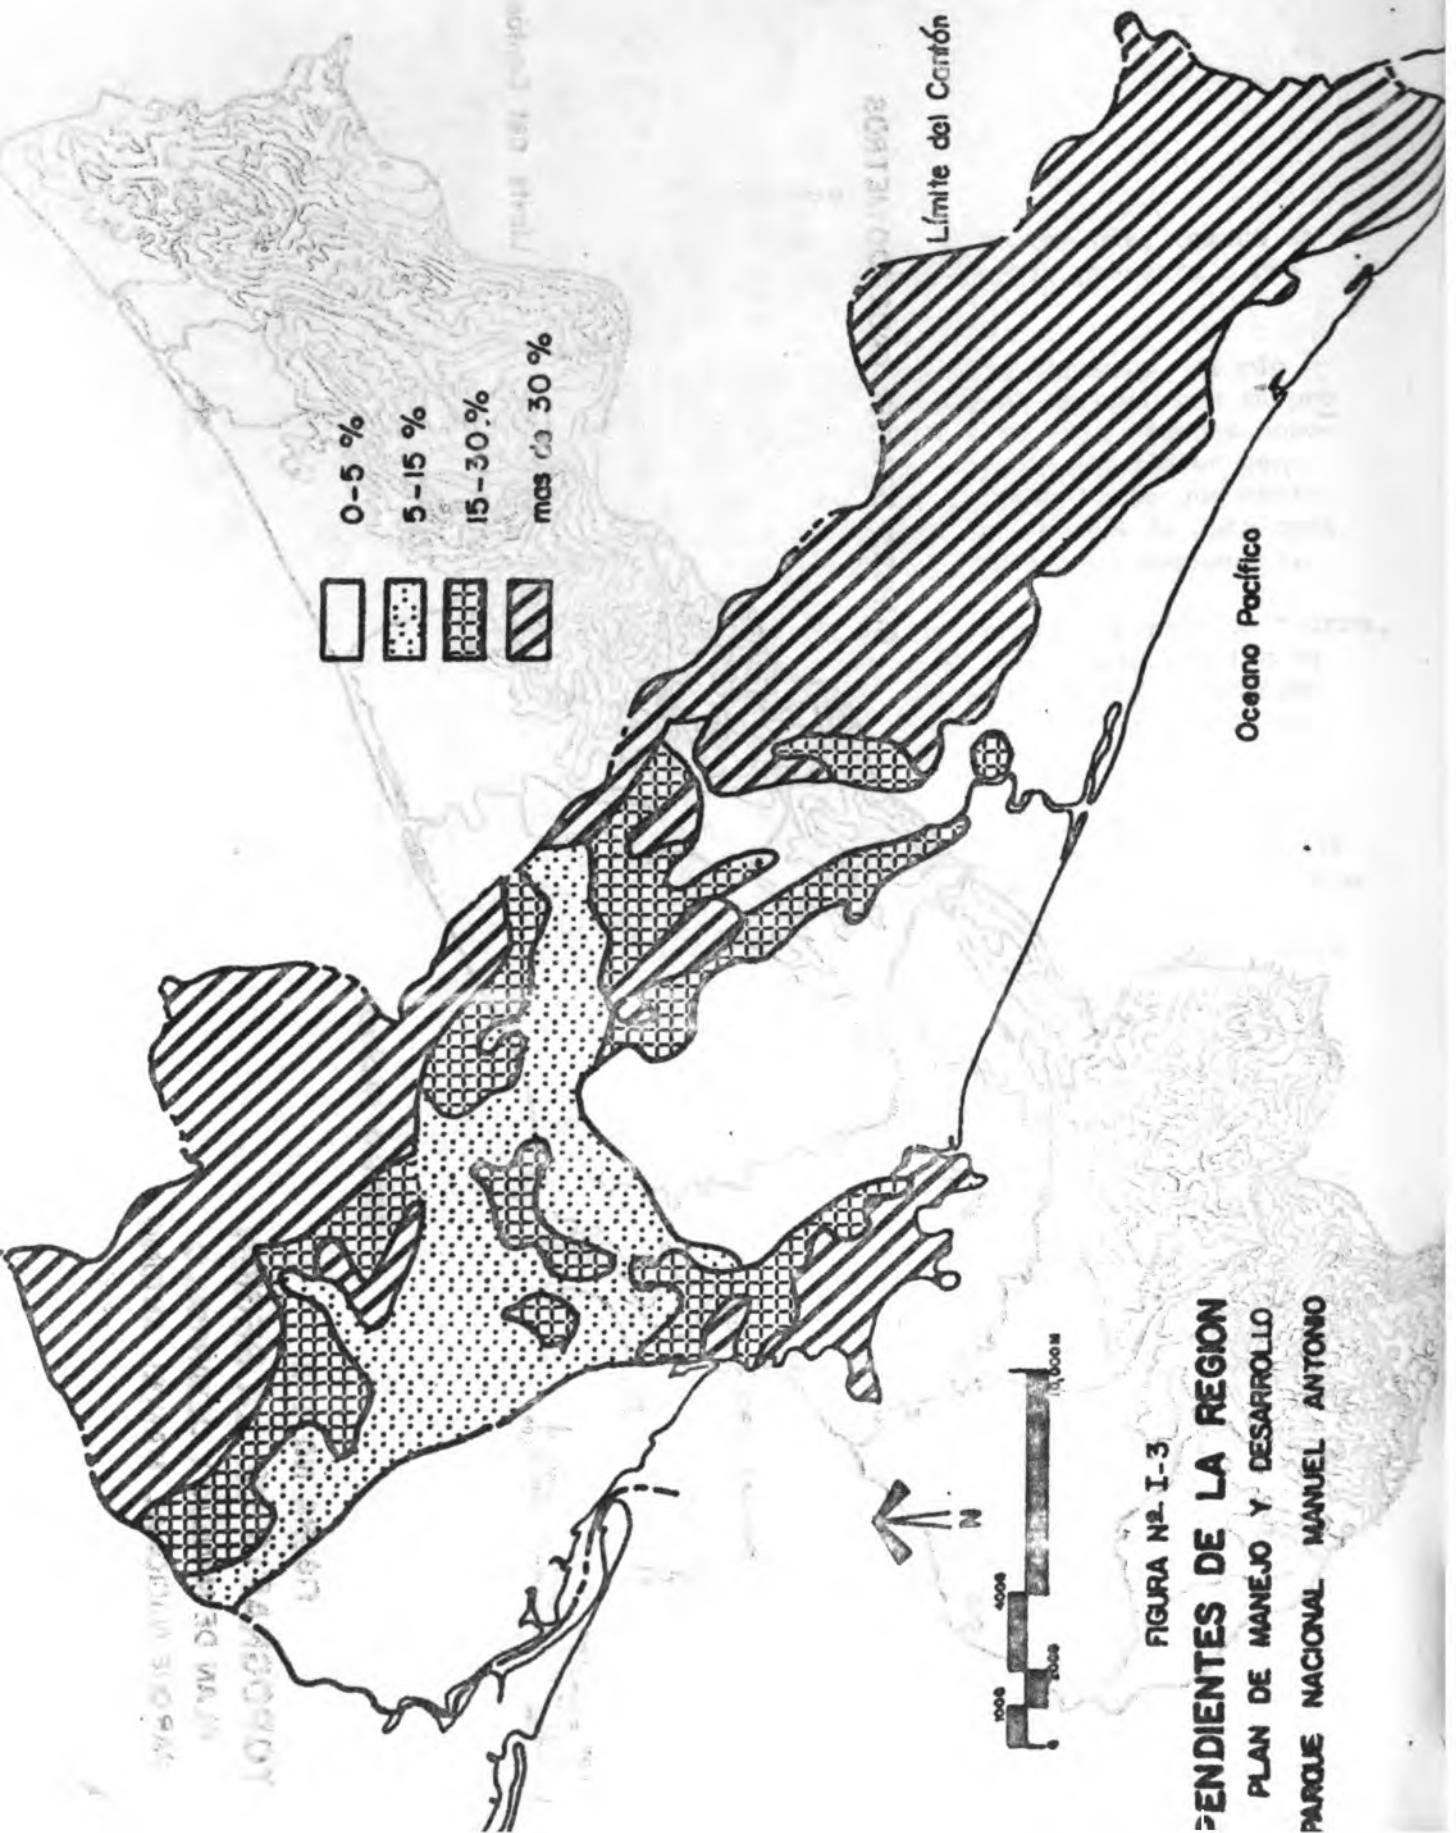 Límite del Cantón
0-5 %
5-15 %
15-30.%
mas de 30 %
Oceano Pacífico
N
1000
2000
4000
10,000M
FIGURA Nº I-3
PENDIENTES DE LA REGION
PLAN DE MANEJO Y DESARROLLO
PARQUE NACIONAL MANUEL ANTONIO